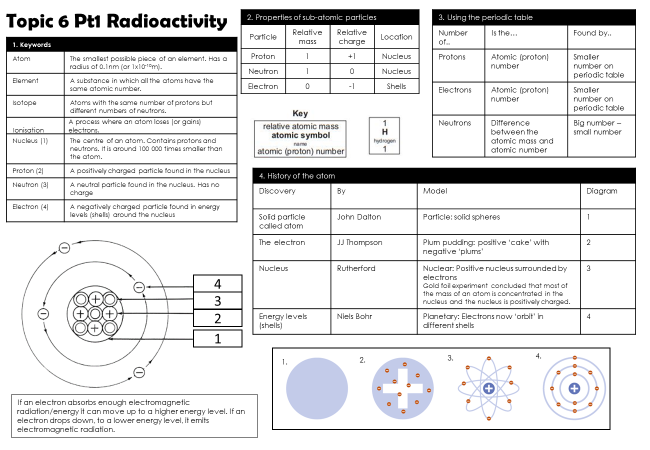 Topic 6 Pt1 Radioactivity
1. Keywords
Atom
The smallest possible piece of an element. Has a
radius of 0.1nm (or 1x10⁻¹⁰m).
Element
A substance in which all the atoms have the
same atomic number.
Isotope
Atoms with the same number of protons but
different numbers of neutrons.
Ionisation
A process where an atom loses (or gains)
electrons.
Nucleus (1)
The centre of an atom. Contains protons and
neutrons. It is around 100 000 times smaller than
the atom.
Proton (2)
A positively charged particle found in the nucleus
Neutron (3)
A neutral particle found in the nucleus. Has no
charge
Electron (4)
A negatively charged particle found in energy
levels (shells) around the nucleus
4
3
2
1
If an electron absorbs enough electromagnetic
radiation/energy it can move up to a higher energy level. If an
electron drops down, to a lower energy level, it emits
electromagnetic radiation.
2. Properties of sub-atomic particles
Particle Relative mass Relative charge Location
Proton 1 +1 Nucleus
Neutron 1 0 Nucleus
Electron 0 -1 Shells
Key
relative atomic mass
atomic symbol
name
atomic (proton) number
1
H
hydrogen
1
3. Using the periodic table
Number of.. Is the... Found by..
Protons
Atomic (proton)
number
Smaller
number on
periodic table
Electrons
Atomic (proton)
number
Smaller
number on
periodic table
Neutrons
Difference
between the
atomic mass and
atomic number
Big number –
small number
4. History of the atom
Discovery By Model Diagram
Solid particle
called atom
John Dalton
Particle: solid spheres
1
The electron
JJ Thompson
Plum pudding: positive 'cake' with
negative 'plums'
2
Nucleus
Rutherford
Nuclear: Positive nucleus surrounded by
electrons
Gold foil experiment concluded that most of
the mass of an atom is concentrated in the
nucleus and the nucleus is positively charged.
3
Energy levels
(shells)
Niels Bohr
Planetary: Electrons now 'orbit' in
different shells
4
1.
2.
3.
4.